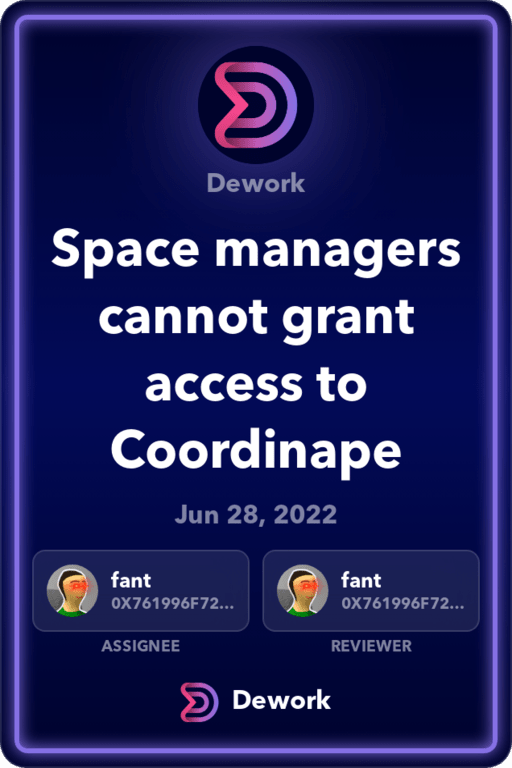 Dework
Space managers
cannot grant
access to
Coordinape
Jun 28, 2022
fant
0X761996F72...
ASSIGNEE
fant
0X761996F72...
REVIEWER
Dework